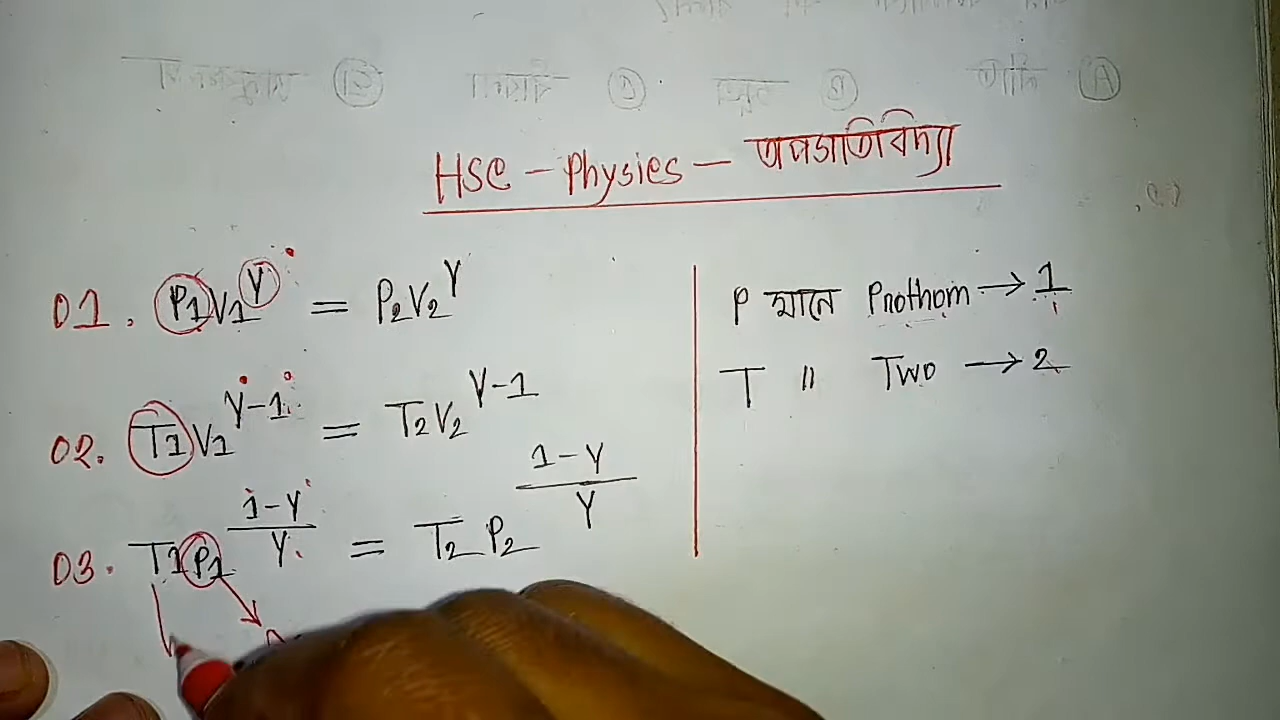 HSC - Physics - তাপগতিবিদ্যা
01. P1V1^γ = P2V2^γ
02. T1V1^γ-1 = T2V2^γ-1
03. T1P1^(1-γ)/γ = T2P2^(1-γ)/γ
P মানে Prothom → 1
T " Two → 2